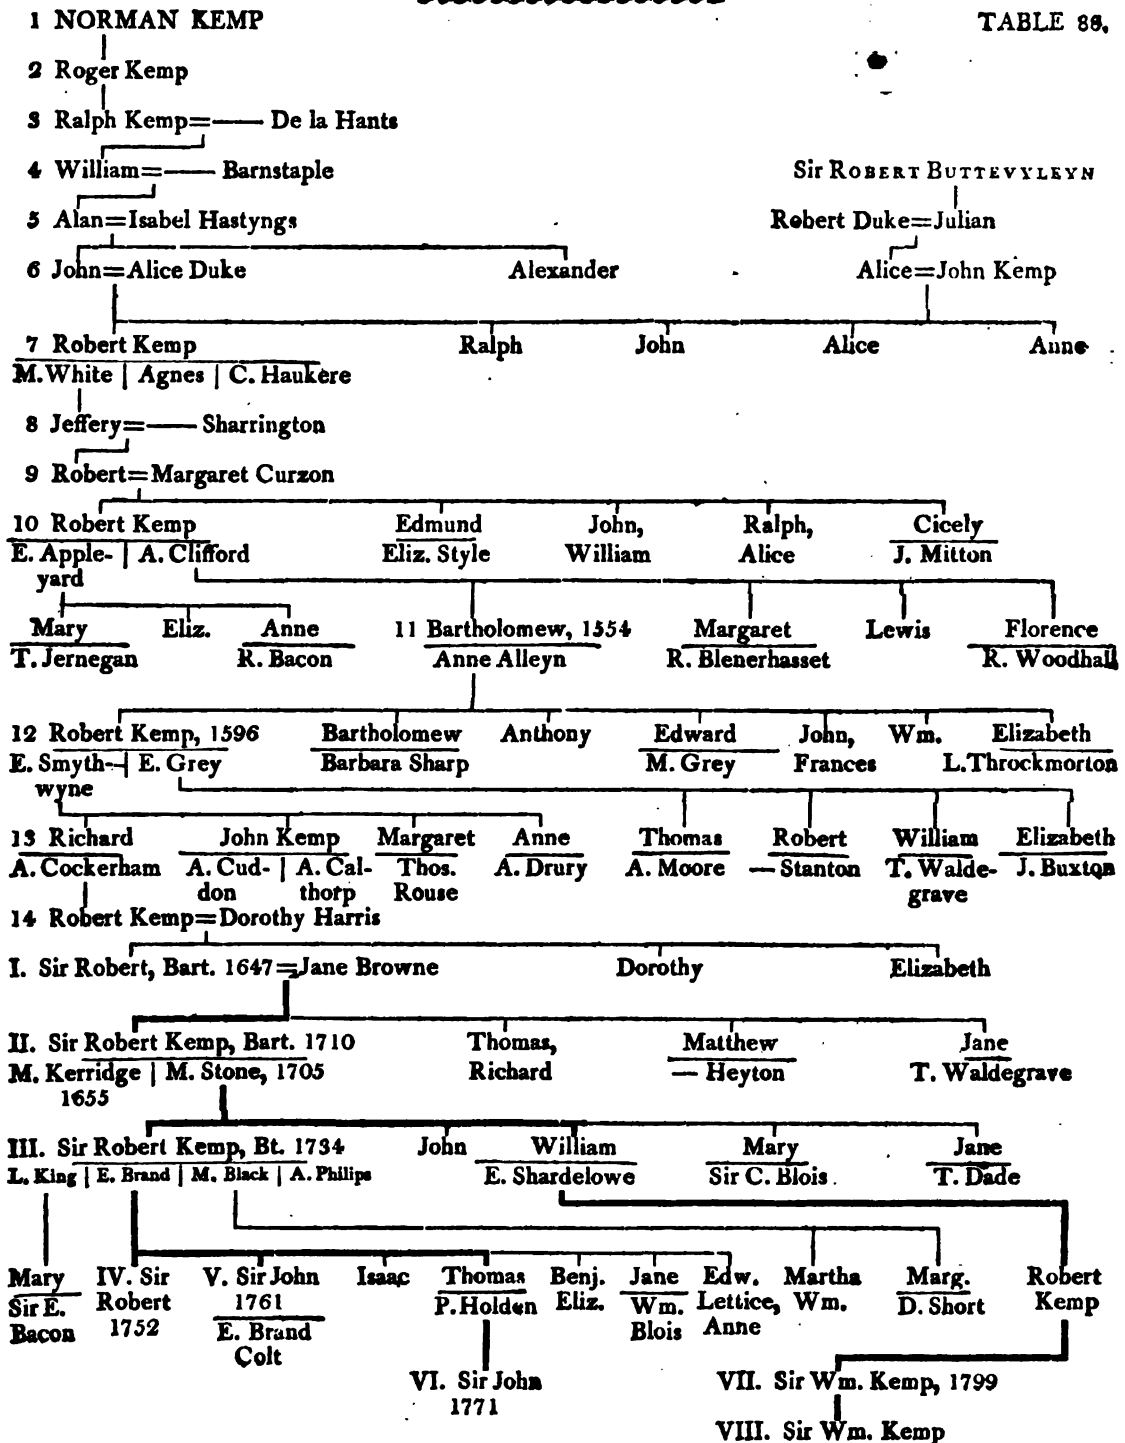 TABLE 88.
1 NORMAN KEMP
2 Roger Kemp
3 Ralph Kemp=—— De la Hants
4 William=—— Barnstaple Sir ROBERT BUTTEVYLEYN
5 Alan=Isabel Hastyngs Robert Duke=Julian
6 John=Alice Duke Alexander Alice=John Kemp
7 Robert Kemp Ralph John Alice Anne
M. White | Agnes | C. Haukere
8 Jeffery=—— Sharrington
9 Robert=Margaret Curzon
10 Robert Kemp Edmund John, Ralph, Cicely
E. Apple- | A. Clifford Eliz. Style William Alice J. Mitton
yard
Mary Eliz. Anne 11 Bartholomew, 1554 Margaret Lewis Florence
T. Jernegan R. Bacon Anne Alleyn R. Blenerhasset R. Woodhall
12 Robert Kemp, 1596 Bartholomew Anthony Edward John, Wm. Elizabeth
E. Smyth- | E. Grey Barbara Sharp M. Grey Frances L. Throckmorton
wyne
13 Richard John Kemp Margaret Anne Thomas Robert William Elizabeth
A. Cockerham A. Cud- | A. Cal- Thos. A. Drury A. Moore — Stanton T. Walde- J. Buxton
don thorp Rouse grave
14 Robert Kemp=Dorothy Harris
I. Sir Robert, Bart. 1647=Jane Browne Dorothy Elizabeth
II. Sir Robert Kemp, Bart. 1710 Thomas, Matthew Jane
M. Kerridge | M. Stone, 1705 Richard — Heyton T. Waldegrave
1655
III. Sir Robert Kemp, Bt. 1734 John William Mary Jane
L. King | E. Brand | M. Black | A. Philips E. Shardelowe Sir C. Blois T. Dade
Mary IV. Sir V. Sir John Isaac Thomas Benj. Jane Edw. Martha Marg. Robert
Sir E. Robert 1761 P. Holden Eliz. Wm. Lettice, Wm. D. Short Kemp
Bacon 1752 E. Brand Blois Anne
Colt
VI. Sir John VII. Sir Wm. Kemp, 1799
1771
VIII. Sir Wm. Kemp